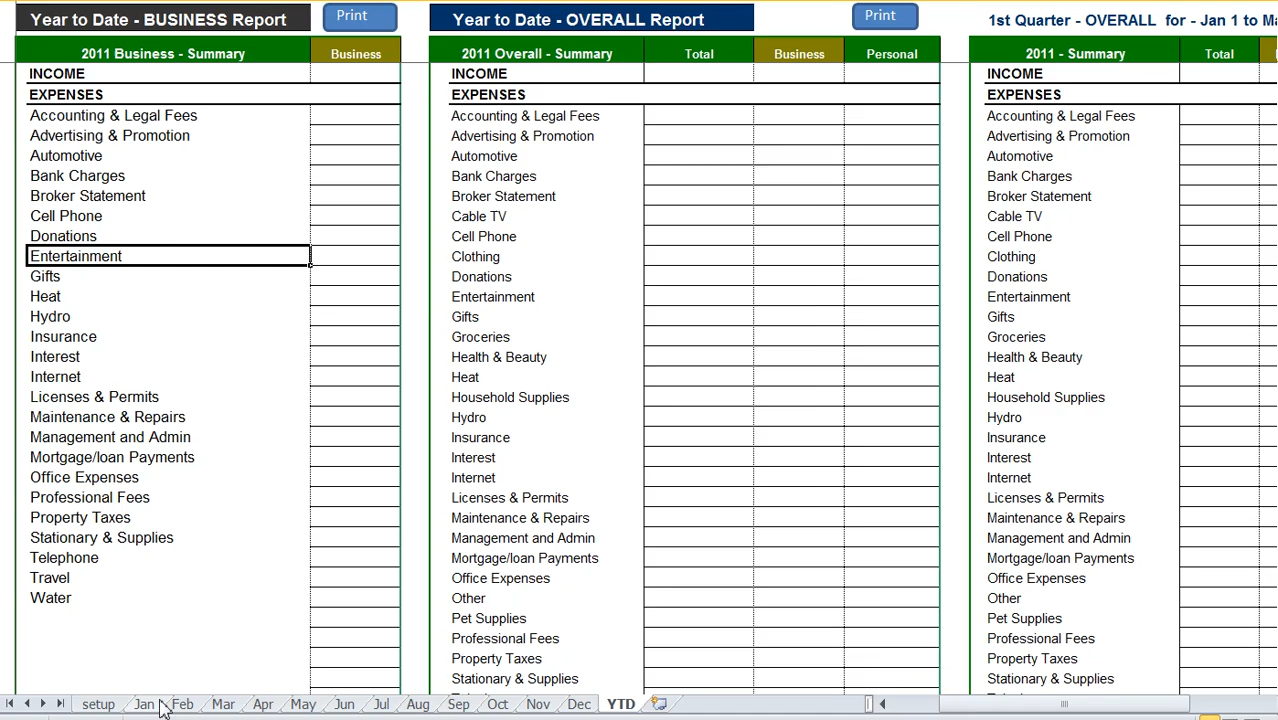 Year to Date - BUSINESS Report
Print
2011 Business - Summary Business
INCOME
EXPENSES
Accounting & Legal Fees
Advertising & Promotion
Automotive
Bank Charges
Broker Statement
Cell Phone
Donations
Entertainment
Gifts
Heat
Hydro
Insurance
Interest
Internet
Licenses & Permits
Maintenance & Repairs
Management and Admin
Mortgage/loan Payments
Office Expenses
Professional Fees
Property Taxes
Stationary & Supplies
Telephone
Travel
Water
Year to Date - OVERALL Report
Print
2011 Overall - Summary Total Business Personal
INCOME
EXPENSES
Accounting & Legal Fees
Advertising & Promotion
Automotive
Bank Charges
Broker Statement
Cable TV
Cell Phone
Clothing
Donations
Entertainment
Gifts
Groceries
Health & Beauty
Heat
Household Supplies
Hydro
Insurance
Interest
Internet
Licenses & Permits
Maintenance & Repairs
Management and Admin
Mortgage/loan Payments
Office Expenses
Other
Pet Supplies
Professional Fees
Property Taxes
Stationary & Supplies
1st Quarter - OVERALL for - Jan 1 to
2011 - Summary Total
INCOME
EXPENSES
Accounting & Legal Fees
Advertising & Promotion
Automotive
Bank Charges
Broker Statement
Cable TV
Cell Phone
Clothing
Donations
Entertainment
Gifts
Groceries
Health & Beauty
Heat
Household Supplies
Hydro
Insurance
Interest
Internet
Licenses & Permits
Maintenance & Repairs
Management and Admin
Mortgage/loan Payments
Office Expenses
Other
Pet Supplies
Professional Fees
Property Taxes
Stationary & Supplies
setup Jan Feb Mar Apr May Jun Jul Aug Sep Oct Nov Dec YTD